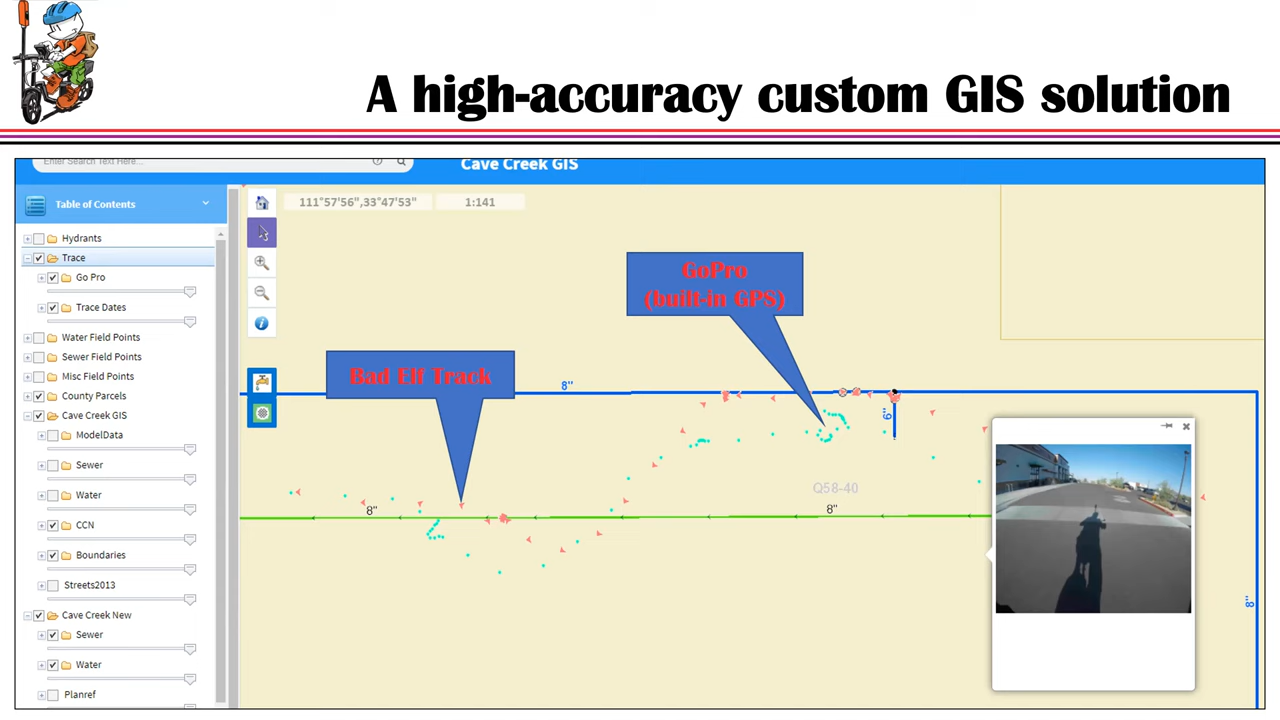 A high-accuracy custom GIS solution
Enter Search Text Here...
Cave Creek GIS
Table of Contents
111°57'56",33°47'53"
1:141
Hydrants
Trace
Go Pro
Trace Dates
Water Field Points
Sewer Field Points
Misc Field Points
County Parcels
Cave Creek GIS
ModelData
Sewer
Water
CCN
Boundaries
Streets2013
Cave Creek New
Sewer
Water
Planref
GoPro
(built-in GPS)
Bad Elf Track
8"
6"
Q58-40
8"
8"
8"